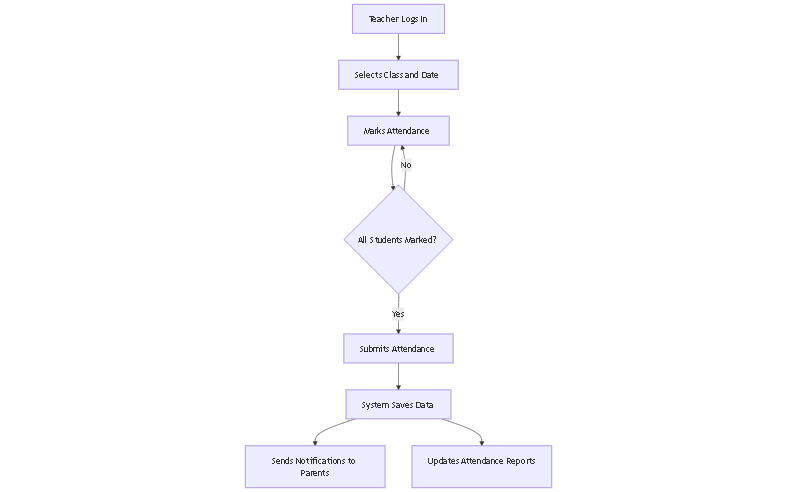 Teacher Logs In
Selects Class and Date
Marks Attendance
No
All Students Marked?
Yes
Submits Attendance
System Saves Data
Sends Notifications to
Parents
Updates Attendance Reports